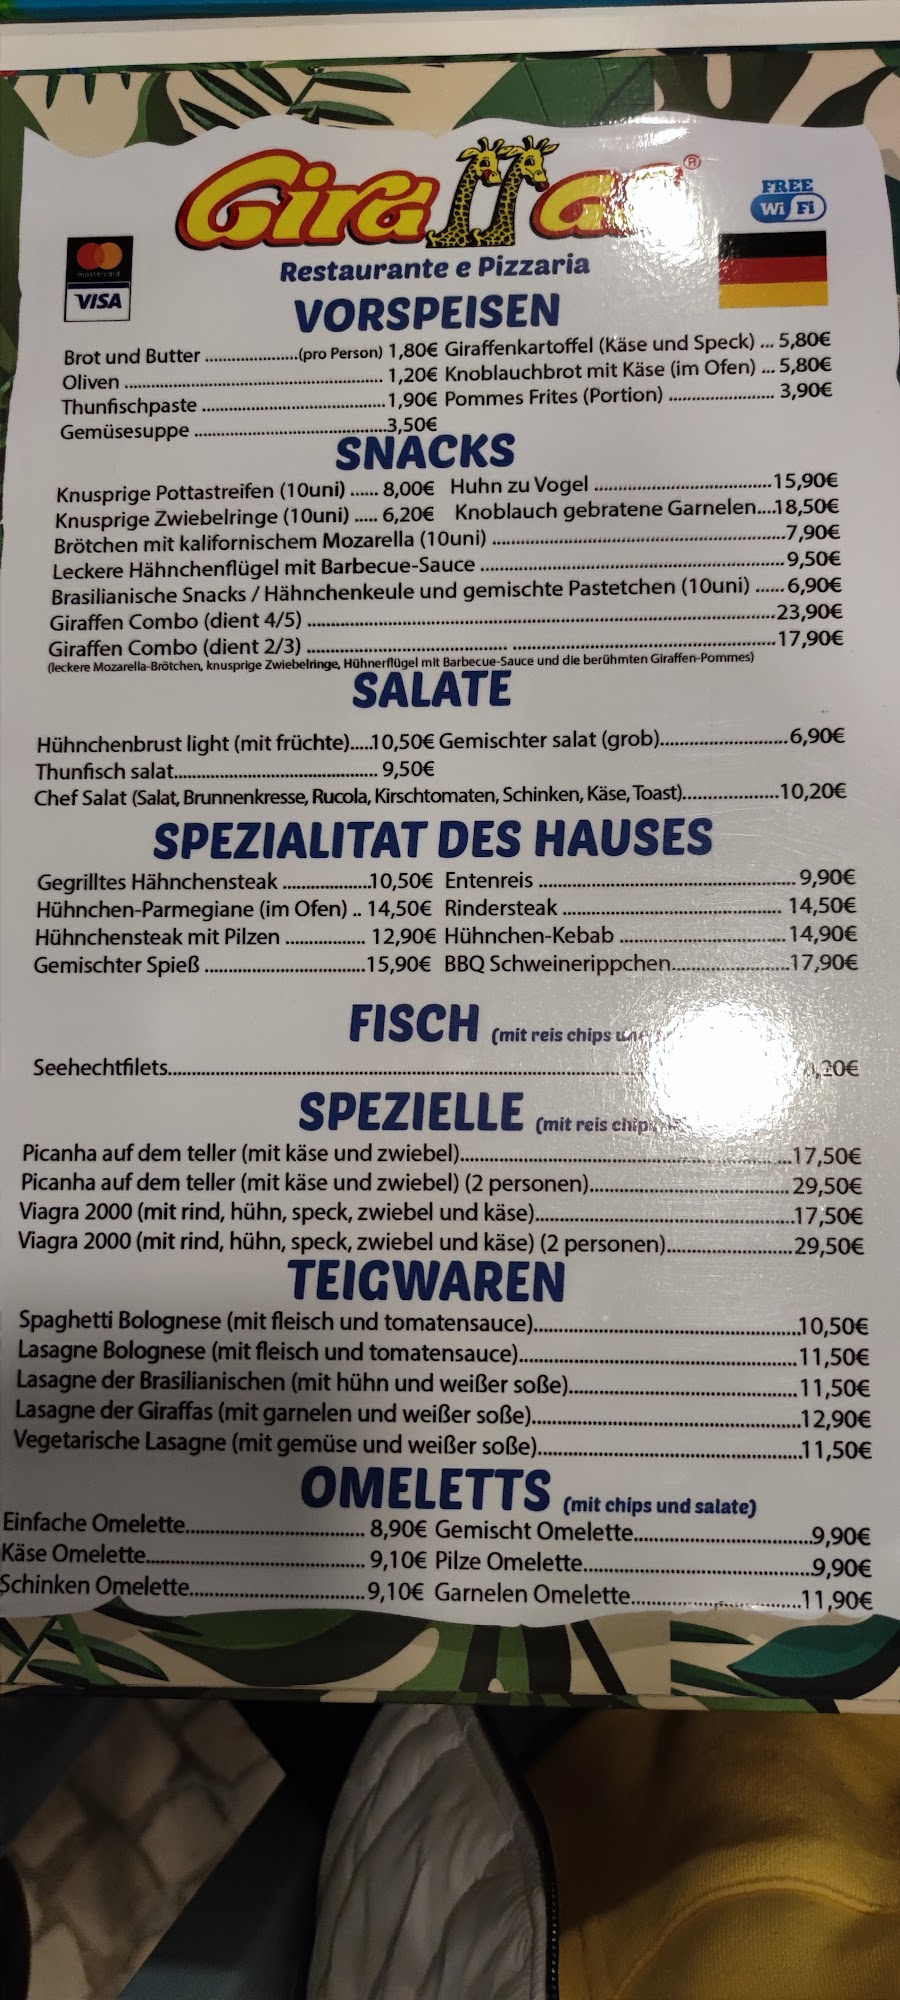 Giraffas®
FREE
Wi Fi
mastercard
VISA
Restaurante e Pizzaria
VORSPEISEN
Brot und Butter .....................(pro Person) 1,80€ Giraffenkartoffel (Käse und Speck) ... 5,80€
Oliven ........................................................... 1,20€ Knoblauchbrot mit Käse (im Ofen) ... 5,80€
Thunfischpaste ..........................................1,90€ Pommes Frites (Portion) ........................ 3,90€
Gemüsesuppe ............................................3,50€
SNACKS
Knusprige Pottastreifen (10uni) ...... 8,00€ Huhn zu Vogel ........................................15,90€
Knusprige Zwiebelringe (10uni) ..... 6,20€ Knoblauch gebratene Garnelen....18,50€
Brötchen mit kalifornischem Mozarella (10uni) ..................................................................7,90€
Leckere Hähnchenflügel mit Barbecue-Sauce .....................................................................9,50€
Brasilianische Snacks / Hähnchenkeule und gemischte Pastetchen (10uni) ...... 6,90€
Giraffen Combo (dient 4/5) ...........................................................................................................23,90€
Giraffen Combo (dient 2/3) ...........................................................................................................17,90€
(leckere Mozarella-Brötchen, knusprige Zwiebelringe, Hühnerflügel mit Barbecue-Sauce und die berühmten Giraffen-Pommes)
SALATE
Hühnchenbrust light (mit früchte).....10,50€ Gemischter salat (grob)............................6,90€
Thunfisch salat............................................... 9,50€
Chef Salat (Salat, Brunnenkresse, Rucola, Kirschtomaten, Schinken, Käse, Toast)...................10,20€
SPEZIALITAT DES HAUSES
Gegrilltes Hähnchensteak ...................10,50€ Entenreis ......................................................... 9,90€
Hühnchen-Parmegiane (im Ofen) .. 14,50€ Rindersteak ................................................. 14,50€
Hühnchensteak mit Pilzen ................. 12,90€ Hühnchen-Kebab .....................................14,90€
Gemischter Spieß ...................................15,90€ BBQ Schweinerippchen..........................17,90€
FISCH (mit reis chips und
Seehechtfilets...................................................................................................... ,20€
SPEZIELLE (mit reis chips
Picanha auf dem teller (mit käse und zwiebel)....................................................................17,50€
Picanha auf dem teller (mit käse und zwiebel) (2 personen)............................................29,50€
Viagra 2000 (mit rind, hühn, speck, zwiebel und käse)......................................................17,50€
Viagra 2000 (mit rind, hühn, speck, zwiebel und käse) (2 personen)............................29,50€
TEIGWAREN
Spaghetti Bolognese (mit fleisch und tomatensauce).......................................................10,50€
Lasagne Bolognese (mit fleisch und tomatensauce)..........................................................11,50€
Lasagne der Brasilianischen (mit hühn und weißer soße).................................................11,50€
Lasagne der Giraffas (mit garnelen und weißer soße).......................................................12,90€
Vegetarische Lasagne (mit gemüse und weißer soße)......................................................11,50€
OMELETTS (mit chips und salate)
Einfache Omelette.................................... 8,90€ Gemischt Omelette....................................9,90€
Käse Omelette............................................ 9,10€ Pilze Omelette..............................................9,90€
Schinken Omelette....................................9,10€ Garnelen Omelette....................................11,90€